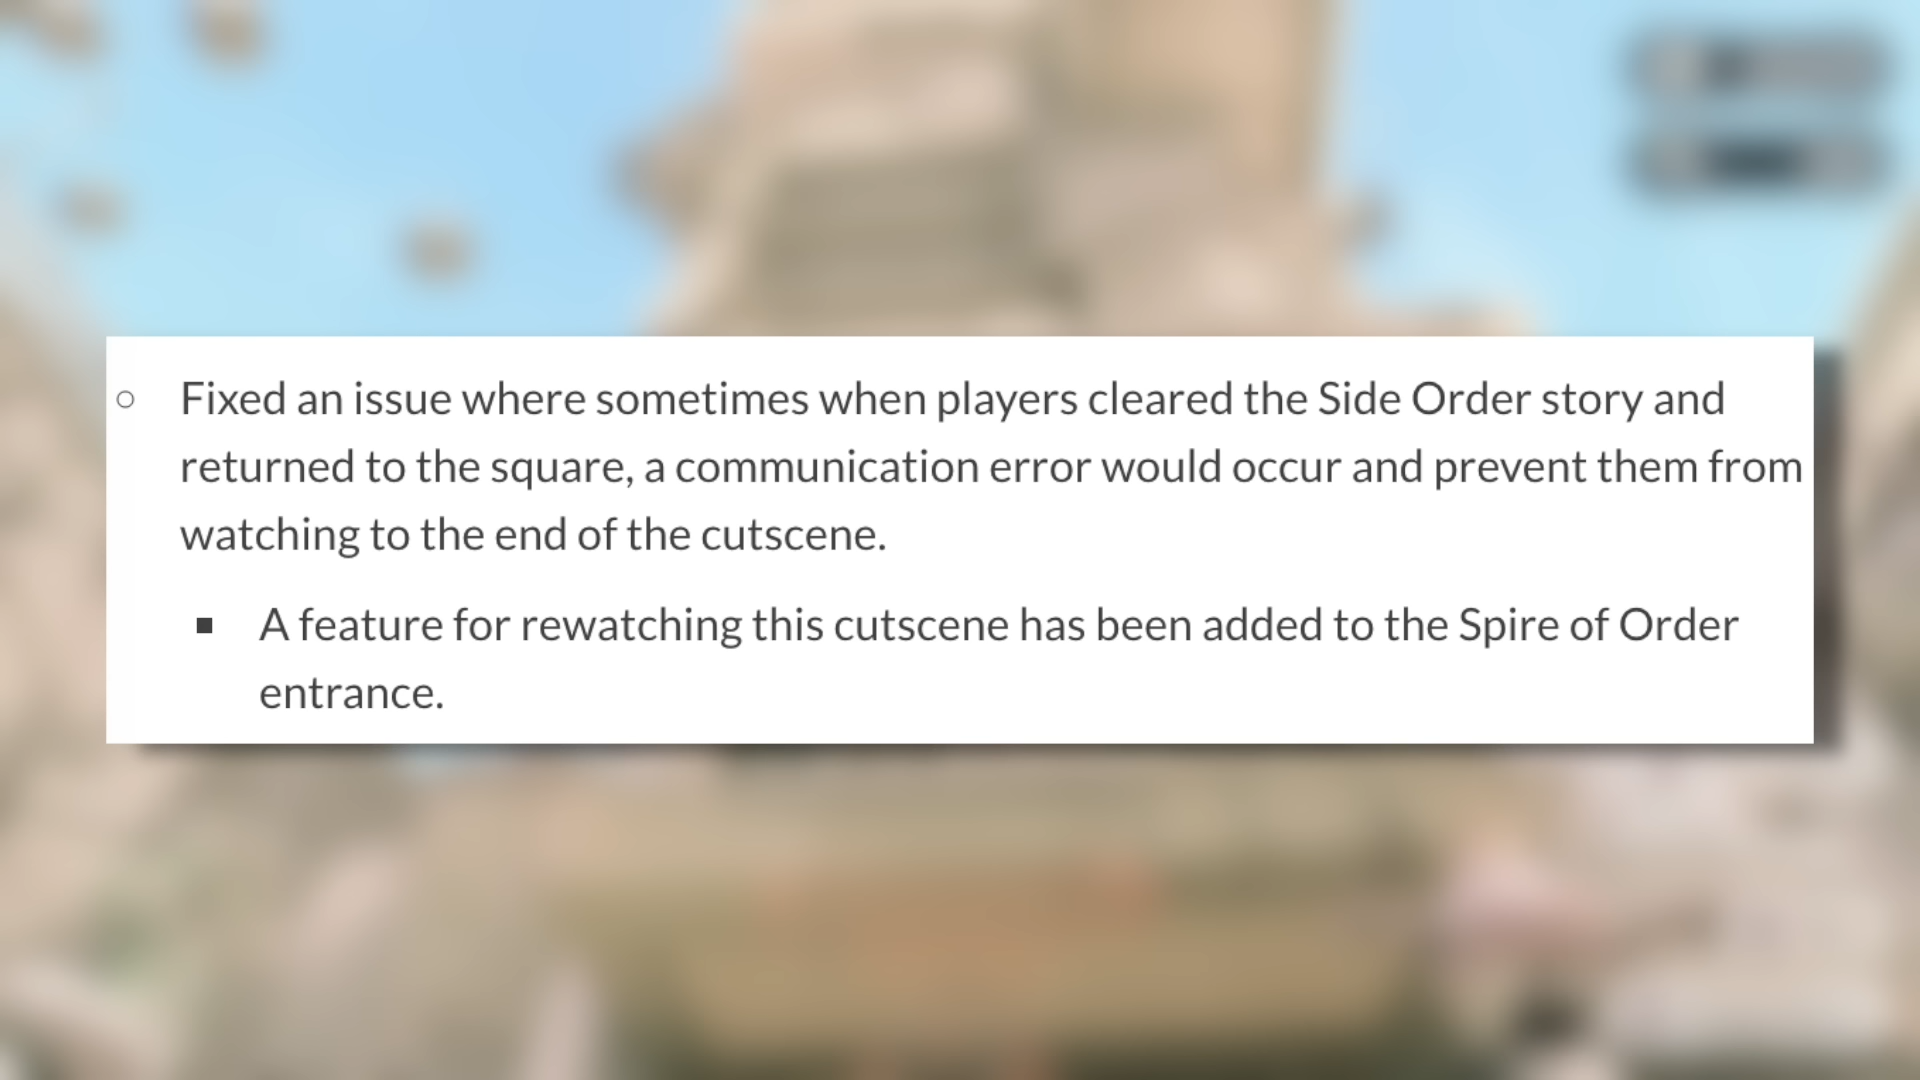 Fixed an issue where sometimes when players cleared the Side Order story and
returned to the square, a communication error would occur and prevent them from
watching to the end of the cutscene.
A feature for rewatching this cutscene has been added to the Spire of Order
entrance.